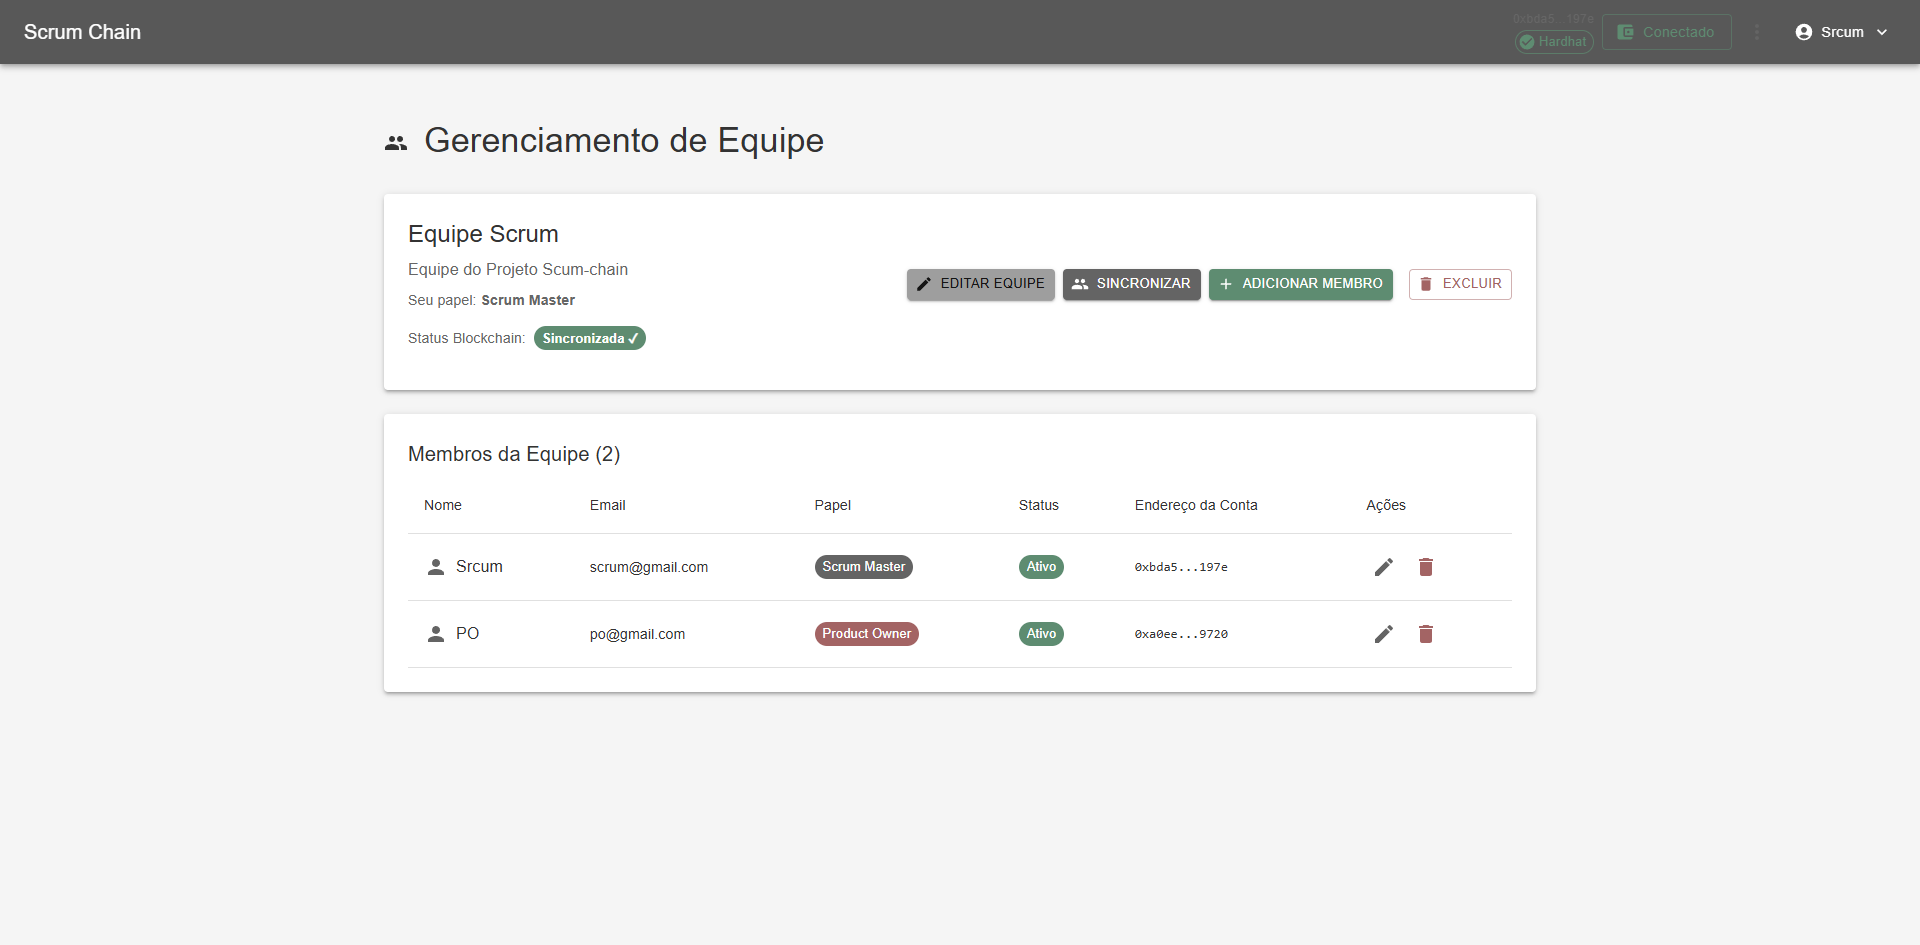 Scrum Chain
0xbda5...197e
Hardhat
Conectado
Srcum
Gerenciamento de Equipe
Equipe Scrum
Equipe do Projeto Scum-chain
Seu papel: Scrum Master
Status Blockchain: Sincronizada ✓
EDITAR EQUIPE
SINCRONIZAR
ADICIONAR MEMBRO
EXCLUIR
Membros da Equipe (2)
Nome Email Papel Status Endereço da Conta Ações
Srcum scrum@gmail.com Scrum Master Ativo 0xbda5...197e
PO po@gmail.com Product Owner Ativo 0xa0ee...9720